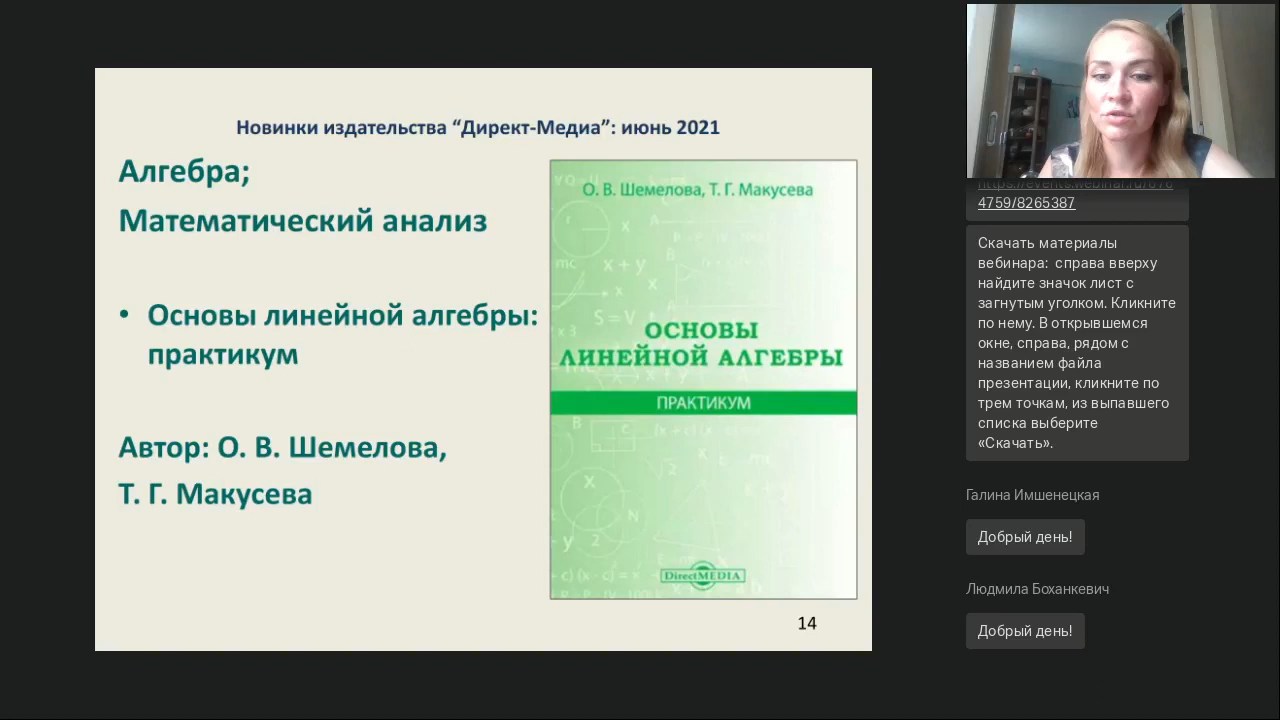 Новинки издательства “Директ-Медиа”: июнь 2021
Алгебра;
Математический анализ
• Основы линейной алгебры:
практикум
Автор: О. В. Шемелова,
Т. Г. Макусева
О. В. Шемелова, Т. Г. Макусева
ОСНОВЫ
ЛИНЕЙНОЙ АЛГЕБРЫ
ПРАКТИКУМ
DirectMEDIA
14
4759/8265387
Скачать материалы
вебинара: справа вверху
найдите значок лист с
загнутым уголком. Кликните
по нему. В открывшемся
окне, справа, рядом с
названием файла
презентации, кликните по
трем точкам, из выпавшего
списка выберите
«Скачать».
Галина Имшенецкая
Добрый день!
Людмила Боханкевич
Добрый день!